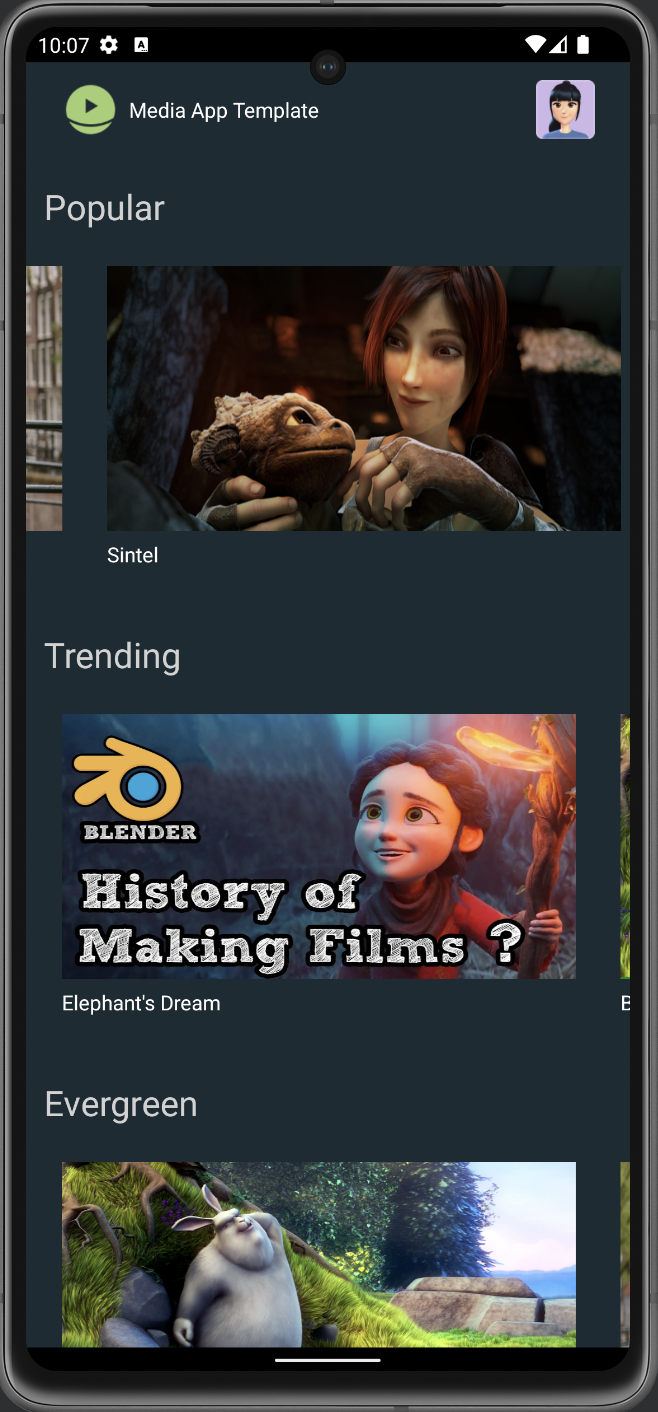 10:07
A
Media App Template
Popular
Sintel
Trending
BLENDER
History of
Making Films ?
Elephant's Dream
B
Evergreen